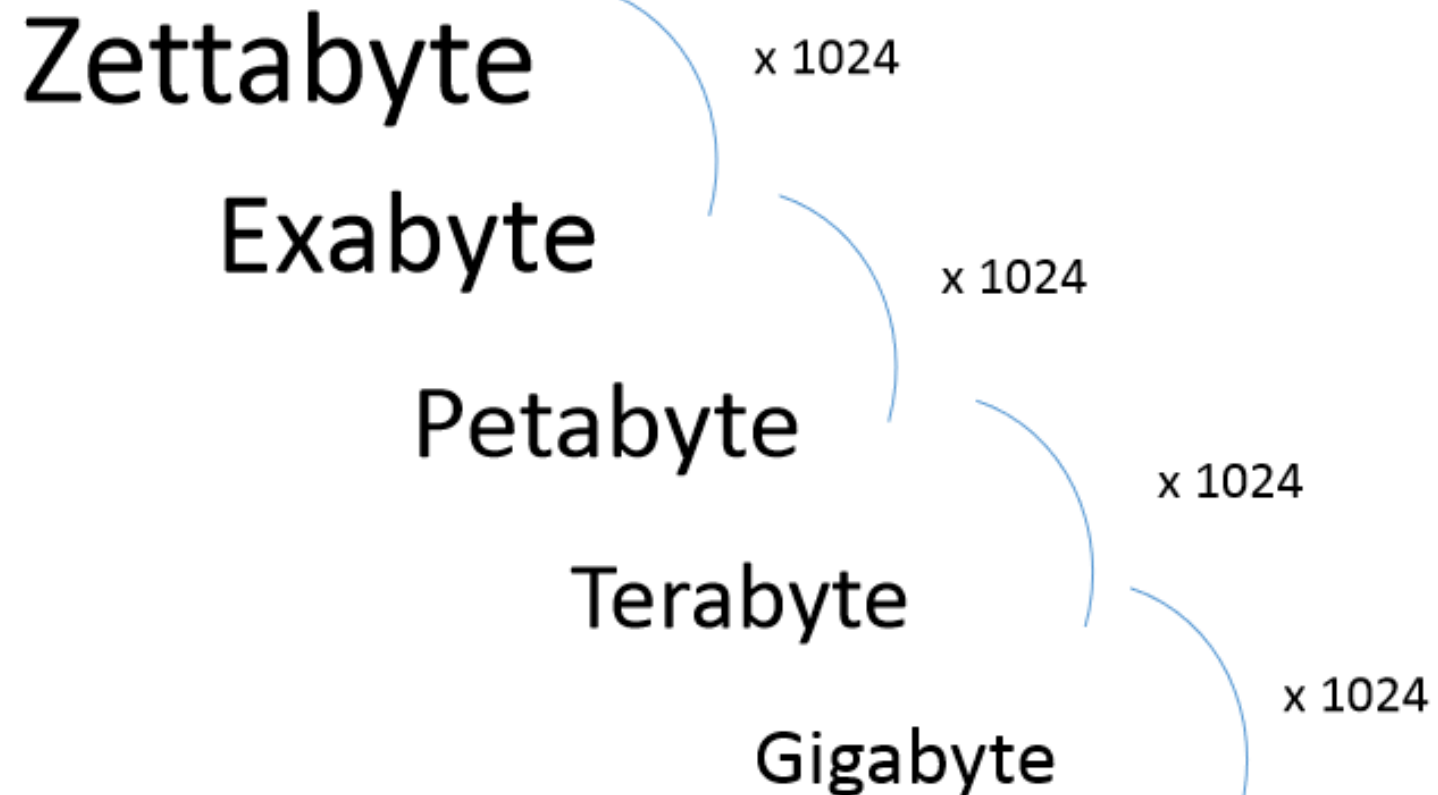 Zettabyte
x 1024
Exabyte
x 1024
Petabyte
x 1024
Terabyte
x 1024
Gigabyte